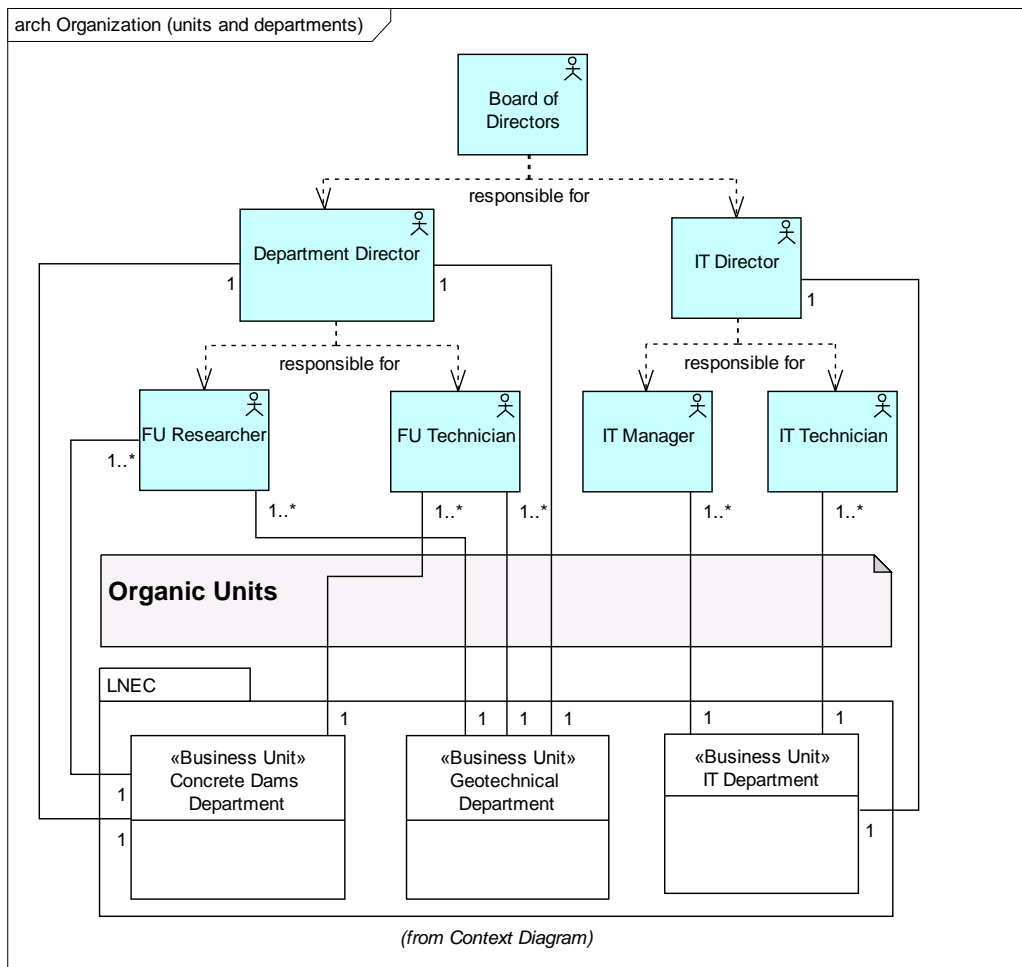 arch Organization (units and departments)
Board of
Directors
responsible for
Department Director
IT Director
1
1
1
responsible for
responsible for
FU Researcher
FU Technician
IT Manager
IT Technician
1..*
1..*
1..*
1..*
1..*
1..*
Organic Units
LNEC
1
1
1
1
1
1
«Business Unit»
Concrete Dams
Department
«Business Unit»
Geotechnical
Department
«Business Unit»
IT Department
1
1
1
(from Context Diagram)